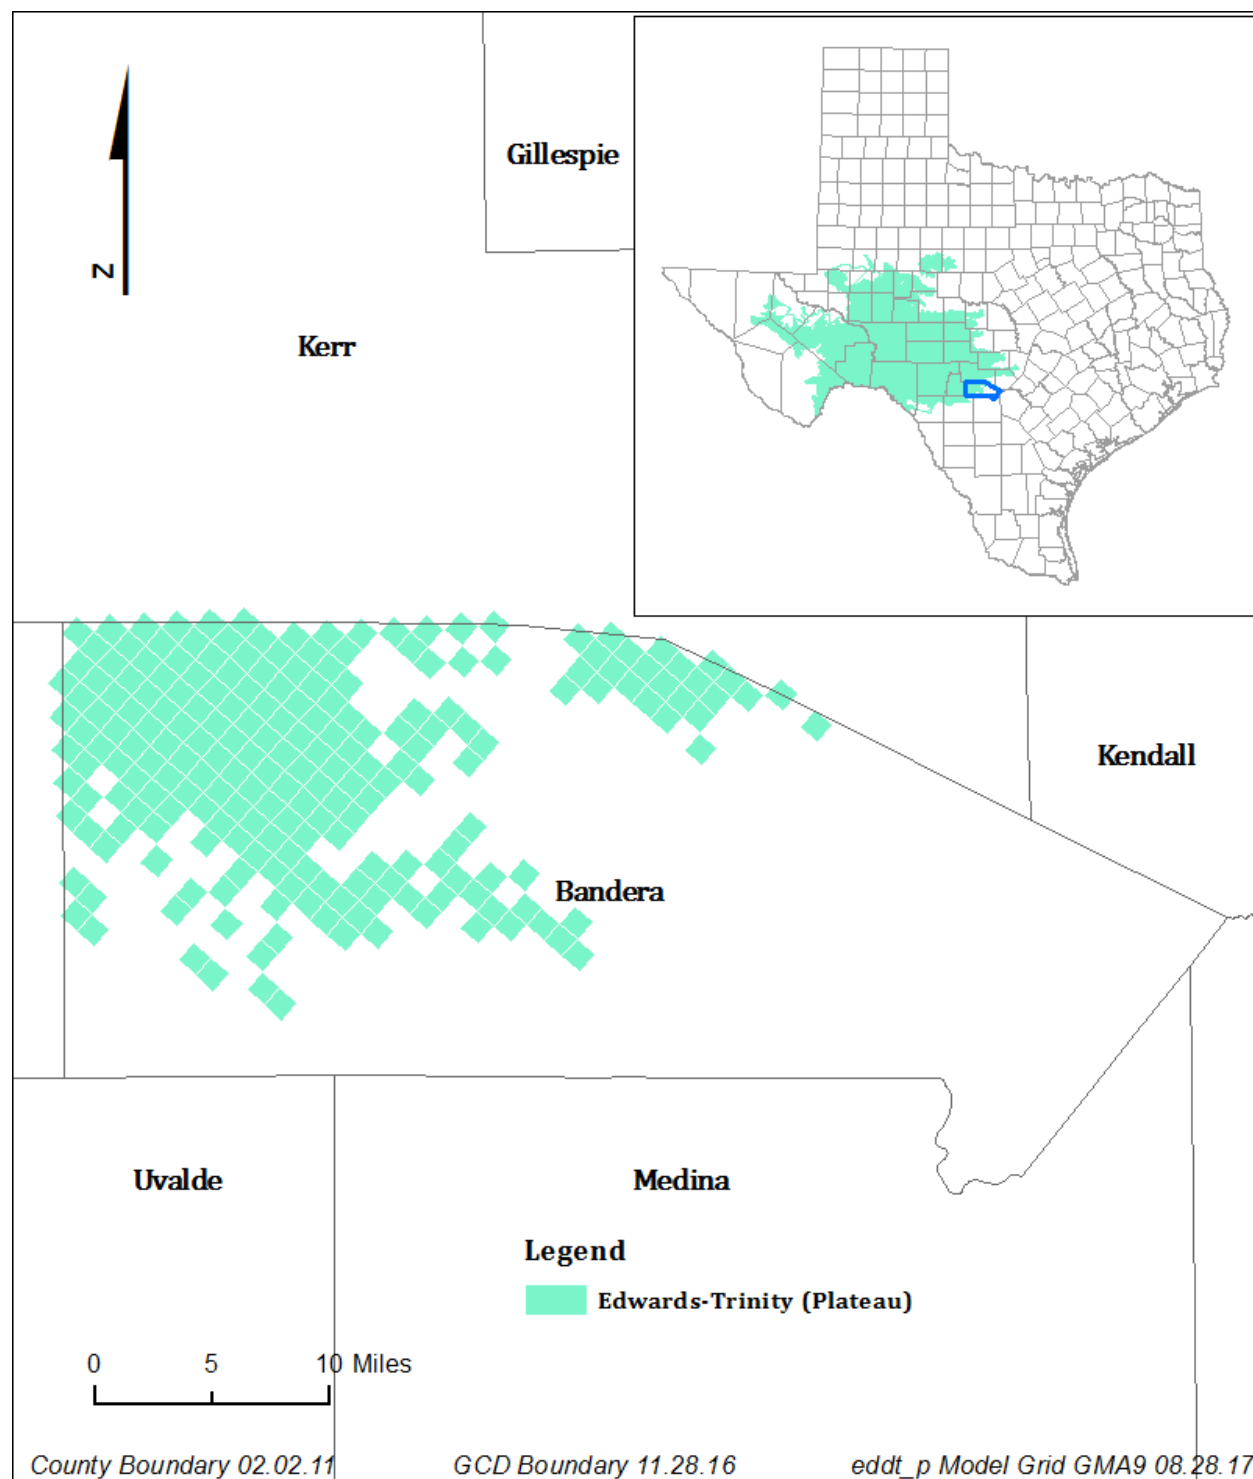 Gillespie
N
Kerr
Kendall
Bandera
Uvalde
Medina
Legend
Edwards-Trinity (Plateau)
0 5 10 Miles
County Boundary 02.02.11 GCD Boundary 11.28.16 eddt_p Model Grid GMA9 08.28.17